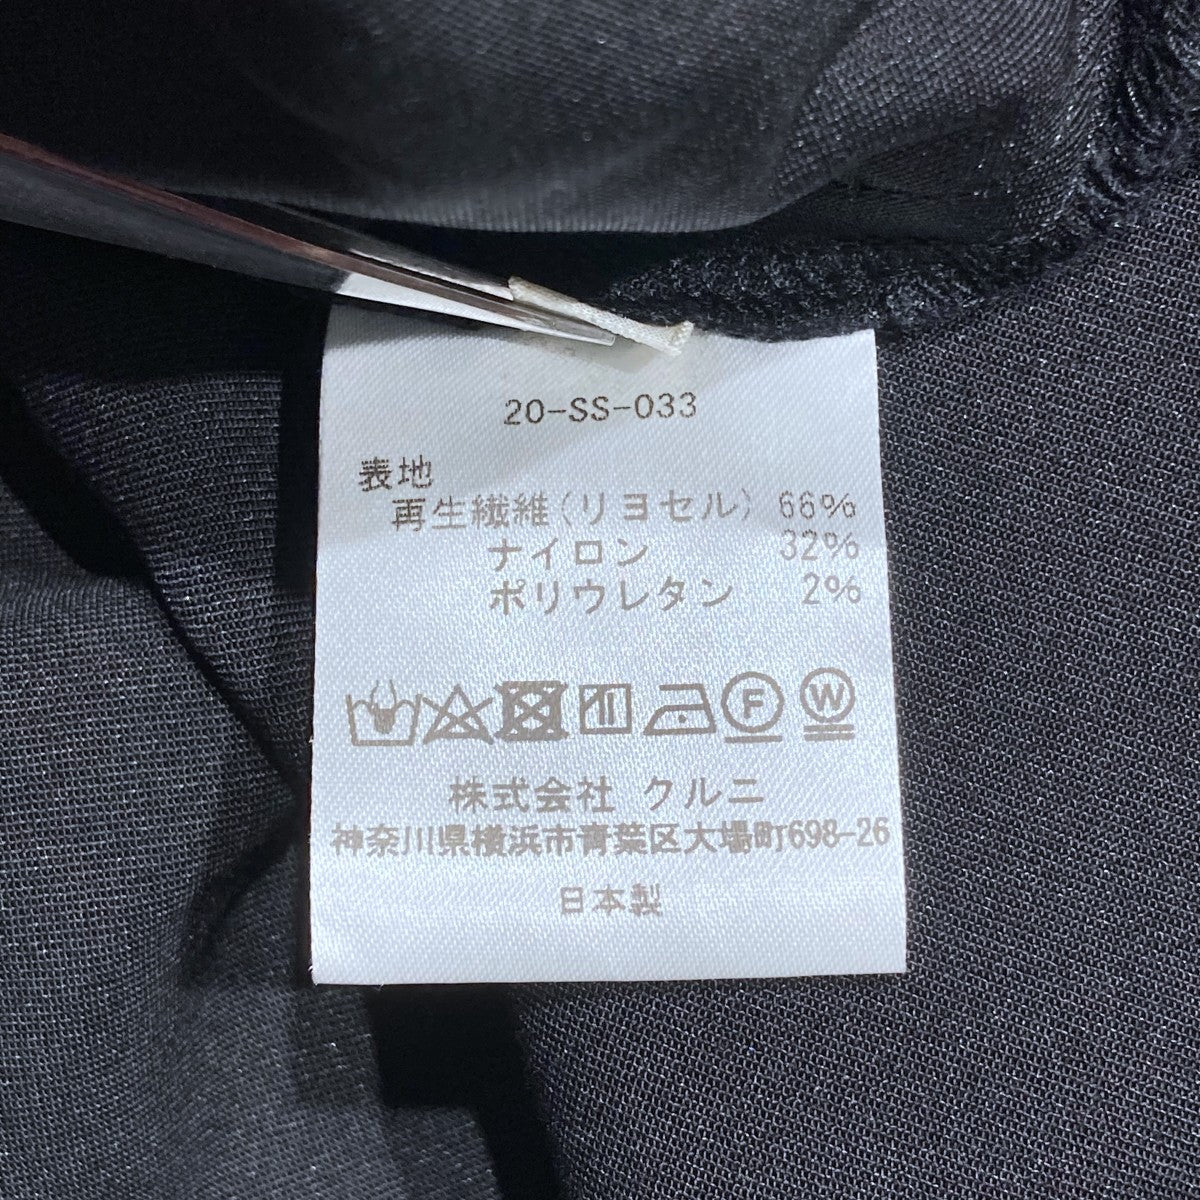 20-SS-033
表地
再生繊維(リヨセル) 66%
ナイロン 32%
ポリウレタン 2%
F W
株式会社 クルニ
神奈川県横浜市青葉区大場町698-26
日本製